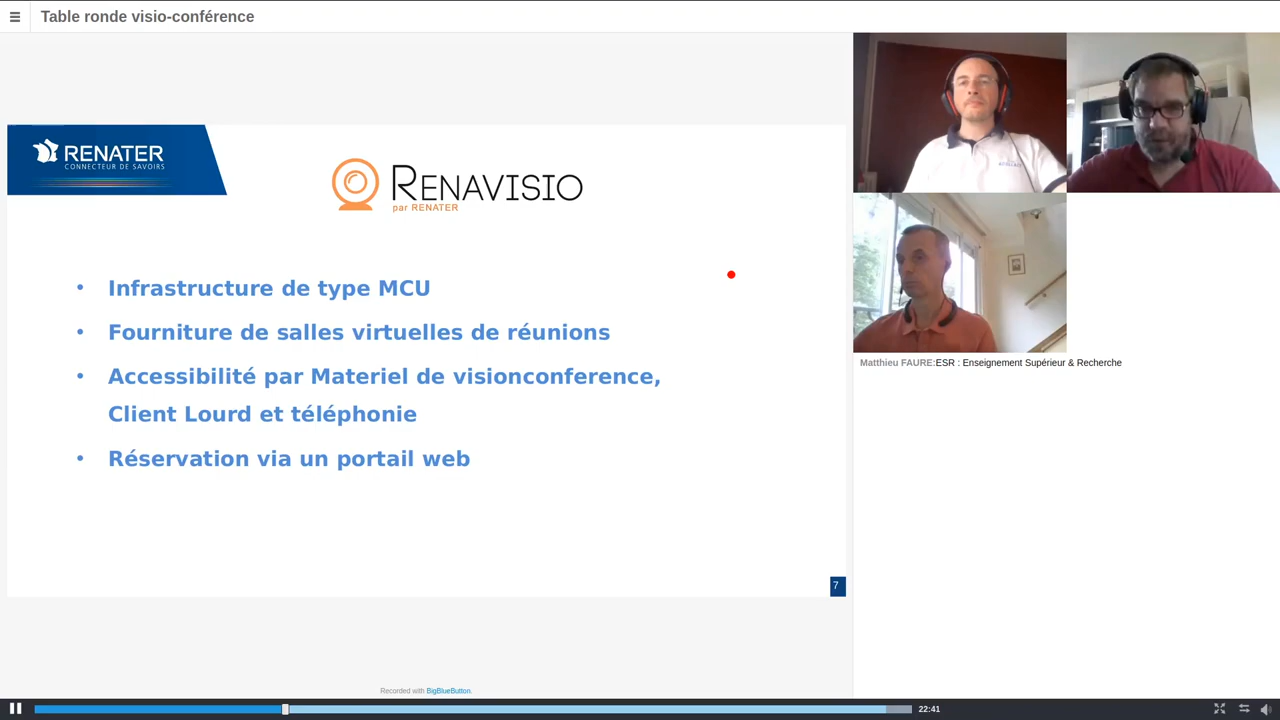 Table ronde visio-conférence
RENATER
CONNECTEUR DE SAVOIRS
RENAVISIO
par RENATER
• Infrastructure de type MCU
• Fourniture de salles virtuelles de réunions
• Accessibilité par Materiel de visionconference,
Client Lourd et téléphonie
• Réservation via un portail web
7
Matthieu FAURE:ESR : Enseignement Supérieur & Recherche
Recorded with BigBlueButton.
22:41